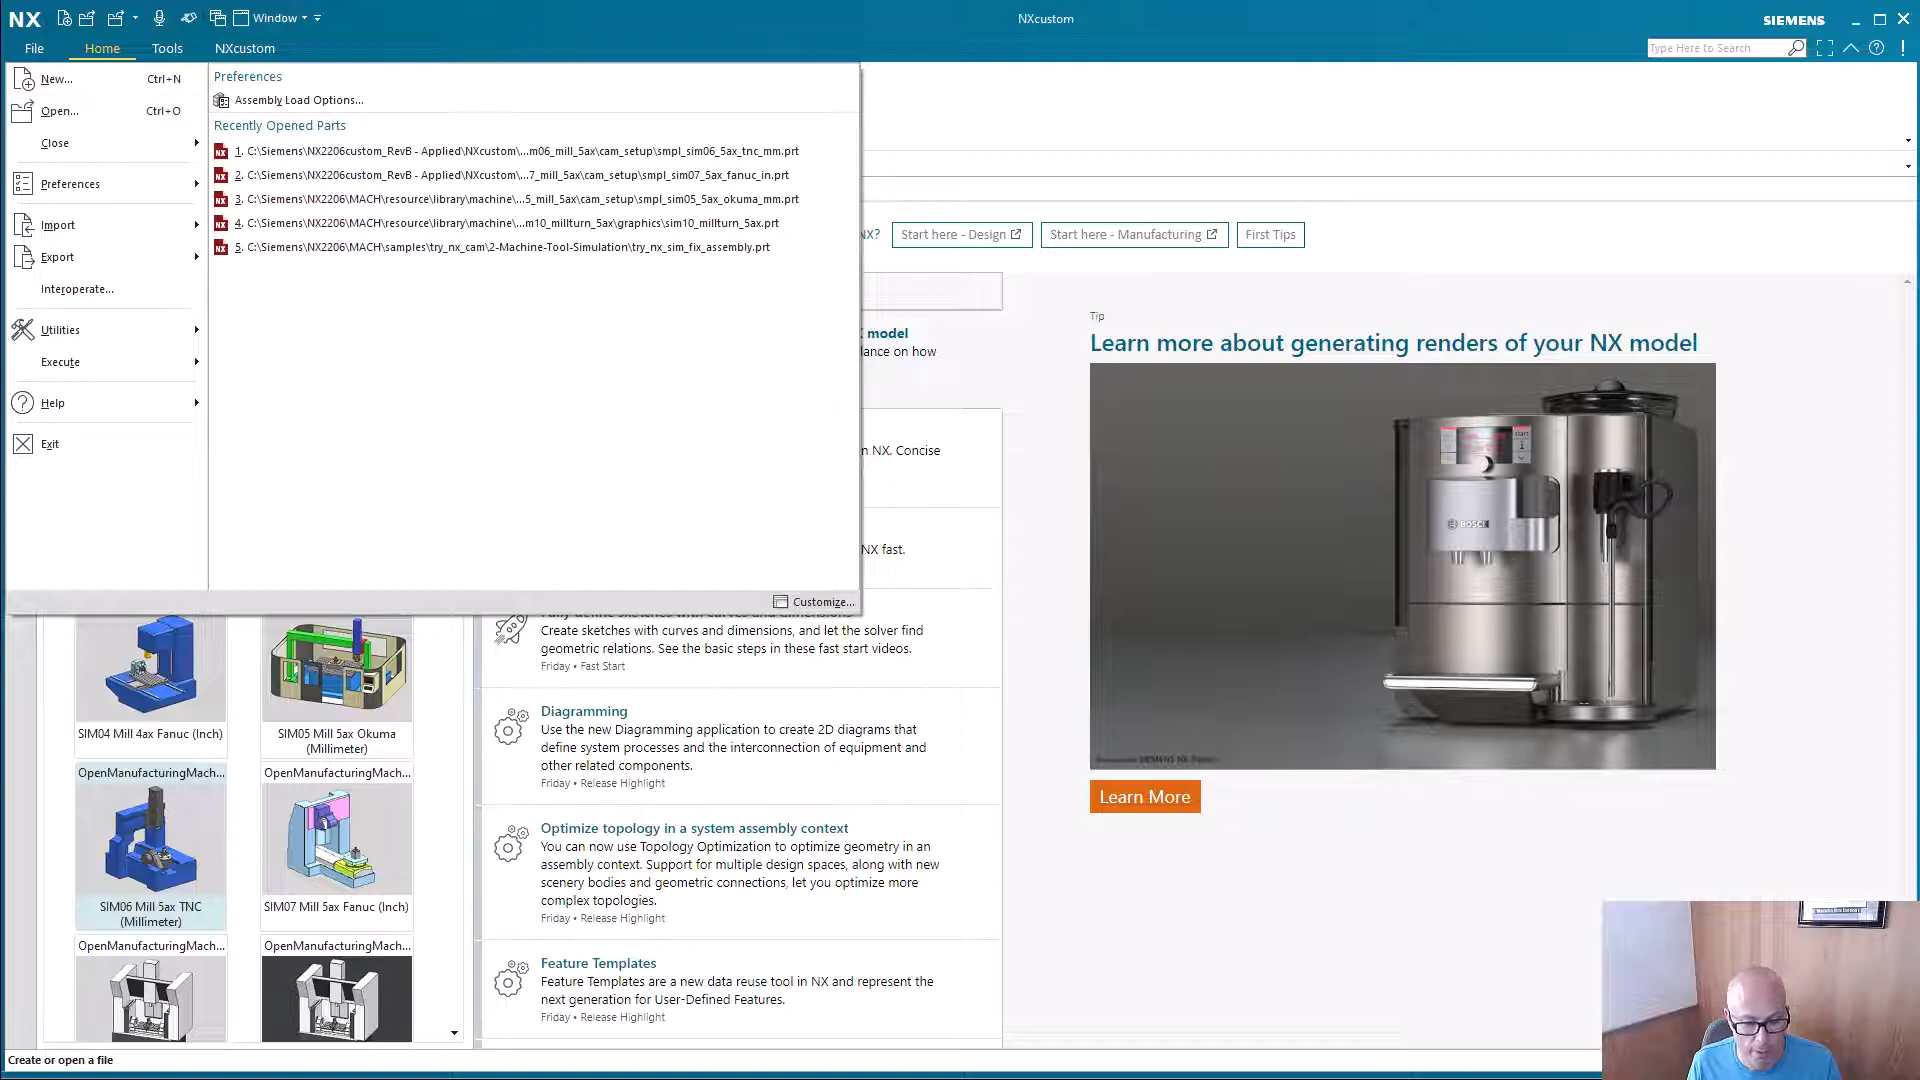 NX
Window
NXcustom
SIEMENS
File
Home
Tools
NXcustom
Type Here to Search
New...
Ctrl+N
Open...
Ctrl+O
Close
Preferences
Import
Export
Interoperate...
Utilities
Execute
Help
Exit
Preferences
Assembly Load Options...
Recently Opened Parts
1. C:\Siemens\NX2206custom_RevB - Applied\NXcustom\...m06_mill_5ax\cam_setup\smpl_sim06_5ax_tnc_mm.prt
2. C:\Siemens\NX2206custom_RevB - Applied\NXcustom\...7_mill_5ax\cam_setup\smpl_sim07_5ax_fanuc_in.prt
3. C:\Siemens\NX2206\MACH\resource\library\machine\...5_mill_5ax\cam_setup\smpl_sim05_5ax_okuma_mm.prt
4. C:\Siemens\NX2206\MACH\resource\library\machine\...m10_millturn_5ax\graphics\sim10_millturn_5ax.prt
5. C:\Siemens\NX2206\MACH\samples\try_nx_cam\2-Machine-Tool-Simulation\try_nx_sim_fix_assembly.prt
Customize...
NX?
Start here - Design
Start here - Manufacturing
First Tips
model
lance on how
n NX. Concise
NX fast.
Create sketches with curves and dimensions, and let the solver find
geometric relations. See the basic steps in these fast start videos.
Friday • Fast Start
Diagramming
Use the new Diagramming application to create 2D diagrams that
define system processes and the interconnection of equipment and
other related components.
Friday • Release Highlight
Optimize topology in a system assembly context
You can now use Topology Optimization to optimize geometry in an
assembly context. Support for multiple design spaces, along with new
scenery bodies and geometric connections, let you optimize more
complex topologies.
Friday • Release Highlight
Feature Templates
Feature Templates are a new data reuse tool in NX and represent the
next generation for User-Defined Features.
Friday • Release Highlight
SIM04 Mill 4ax Fanuc (Inch)
SIM05 Mill 5ax Okuma
(Millimeter)
OpenManufacturingMach...
OpenManufacturingMach...
SIM06 Mill 5ax TNC
(Millimeter)
SIM07 Mill 5ax Fanuc (Inch)
OpenManufacturingMach...
OpenManufacturingMach...
Tip
Learn more about generating renders of your NX model
BOSCH
Learn More
Create or open a file